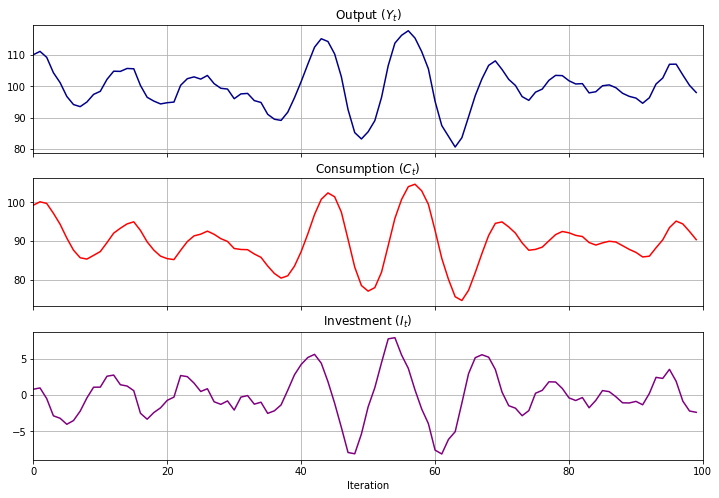 Output (Y_t)
110
100
90
80
Consumption (C_t)
100
90
80
Investment (I_t)
5
0
−5
0 20 40 60 80 100
Iteration